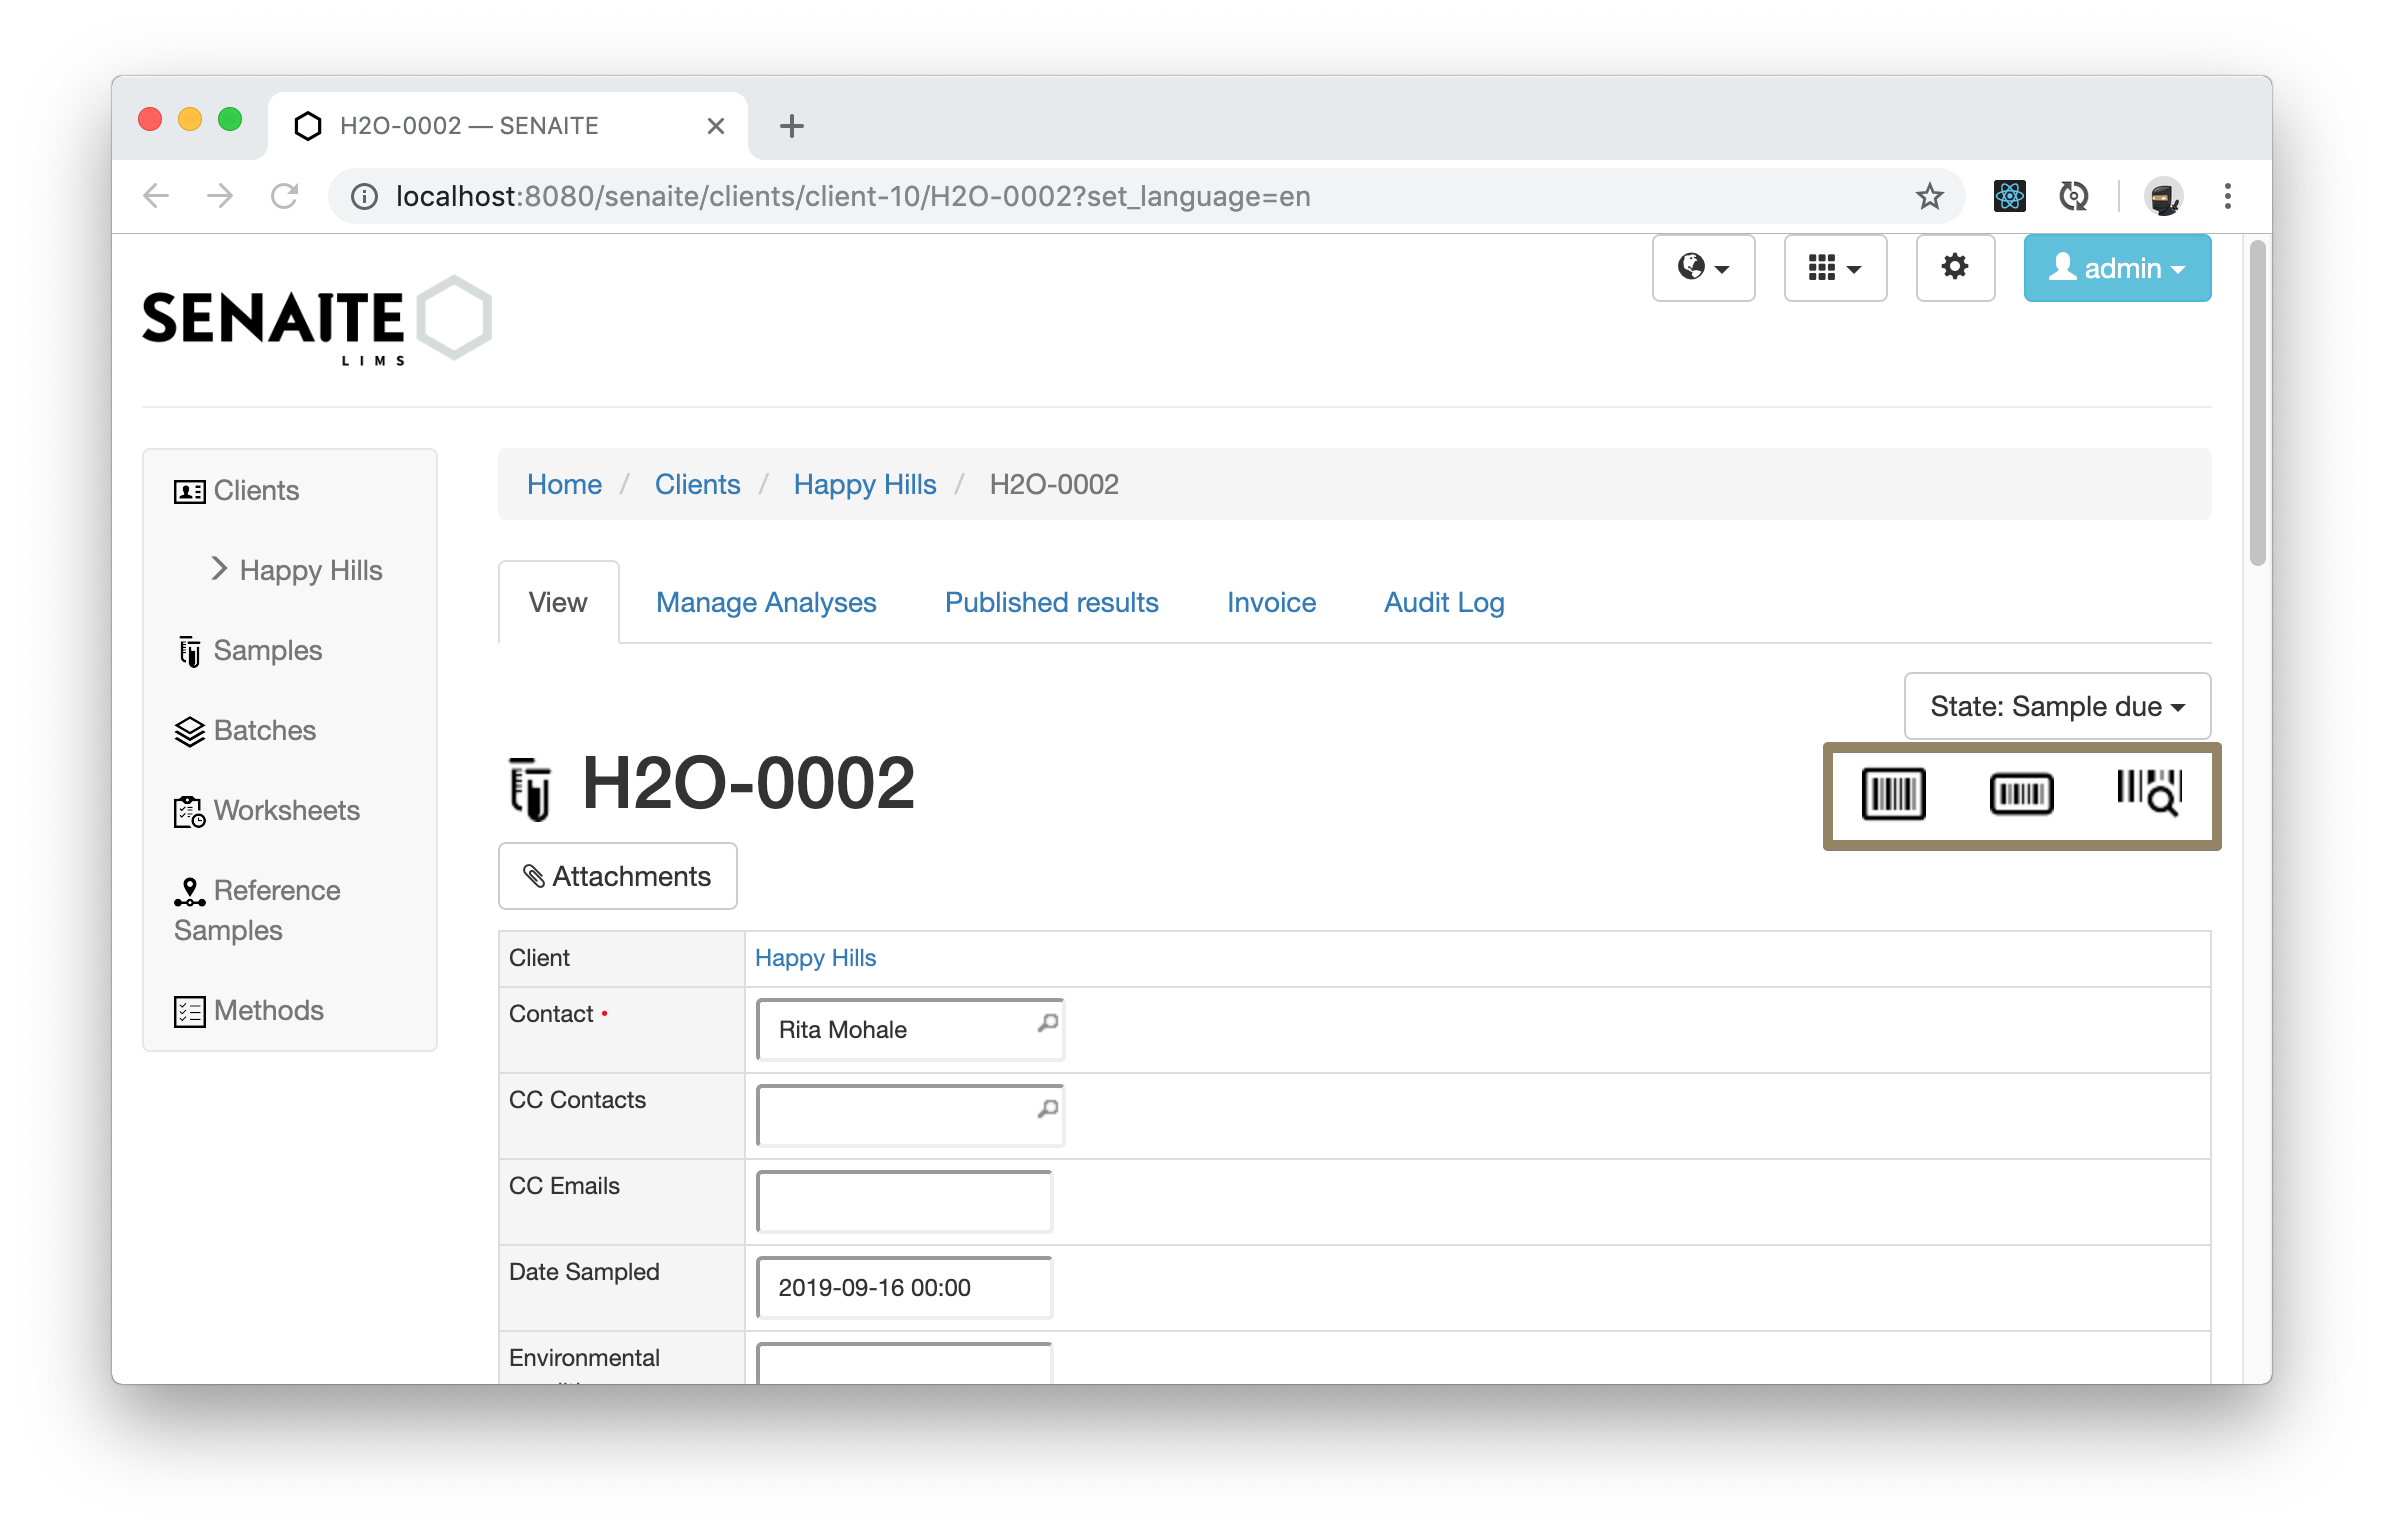 H2O-0002 — SENAITE
localhost:8080/senaite/clients/client-10/H2O-0002?set_language=en
admin
SENAITE
LIMS
Clients
Happy Hills
Samples
Batches
Worksheets
Reference
Samples
Methods
Home / Clients / Happy Hills / H2O-0002
View Manage Analyses Published results Invoice Audit Log
State: Sample due
H2O-0002
Attachments
Client Happy Hills
Contact • Rita Mohale
CC Contacts
CC Emails
Date Sampled 2019-09-16 00:00
Environmental